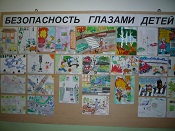 БЕЗОПАСНОСТЬ ГЛАЗАМИ ДЕТЕЙ